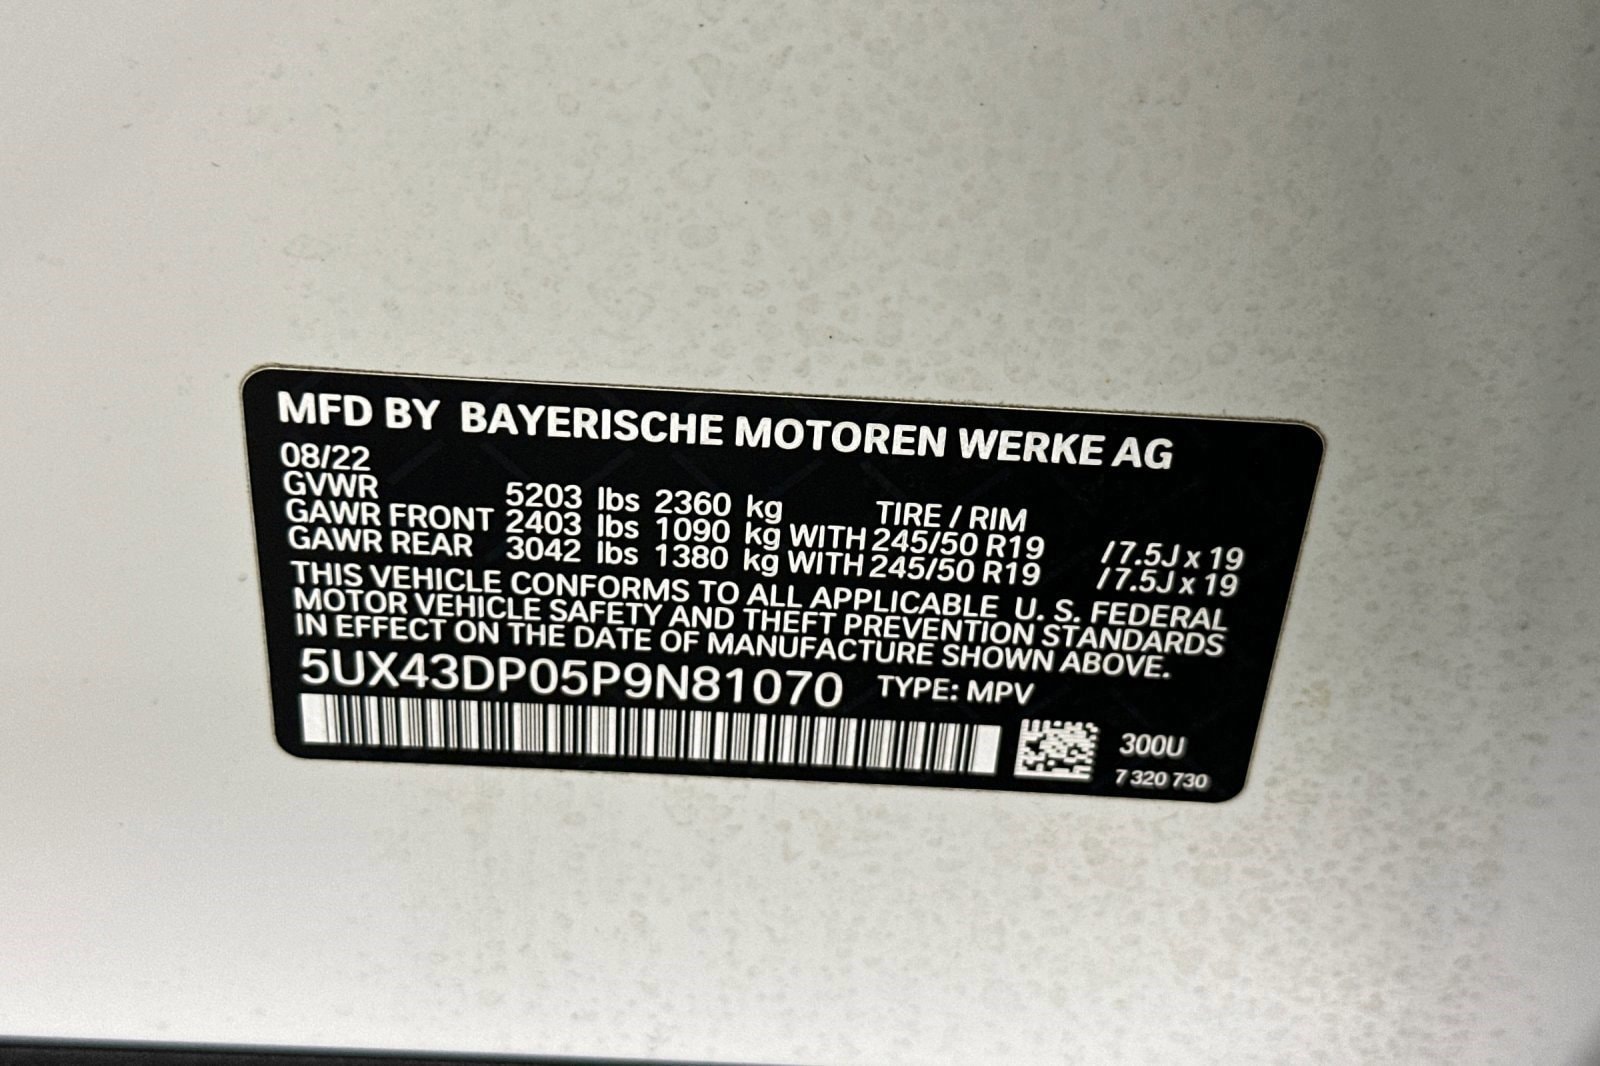 MFD BY BAYERISCHE MOTOREN WERKE AG
08/22
GVWR 5203 lbs 2360 kg TIRE / RIM
GAWR FRONT 2403 lbs 1090 kg WITH 245/50 R19 / 7.5J x 19
GAWR REAR 3042 lbs 1380 kg WITH 245/50 R19 / 7.5J x 19
THIS VEHICLE CONFORMS TO ALL APPLICABLE U. S. FEDERAL
MOTOR VEHICLE SAFETY AND THEFT PREVENTION STANDARDS
IN EFFECT ON THE DATE OF MANUFACTURE SHOWN ABOVE.
5UX43DP05P9N81070 TYPE: MPV
300U
7 320 730